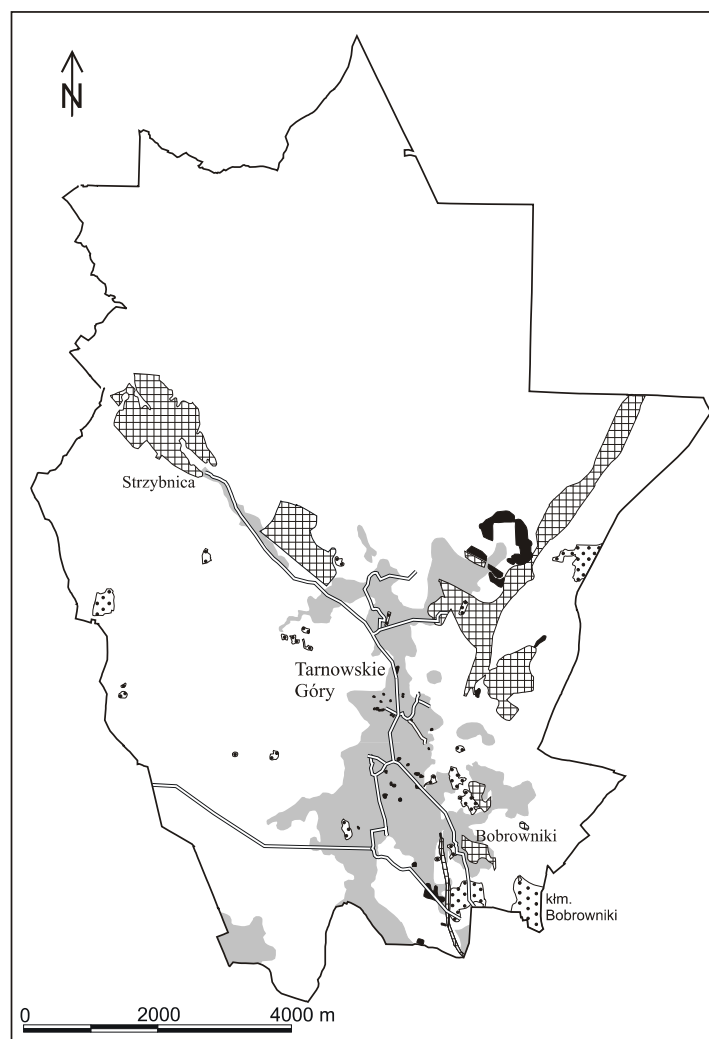 N
Strzybnica
Tarnowskie
Góry
Bobrowniki
kłm.
Bobrowniki
0 2000 4000 m